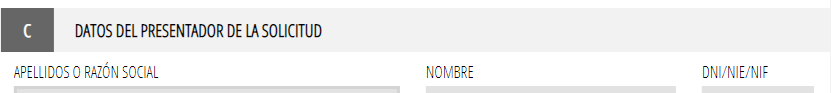 C DATOS DEL PRESENTADOR DE LA SOLICITUD
APELLIDOS O RAZÓN SOCIAL NOMBRE DNI/NIE/NIF